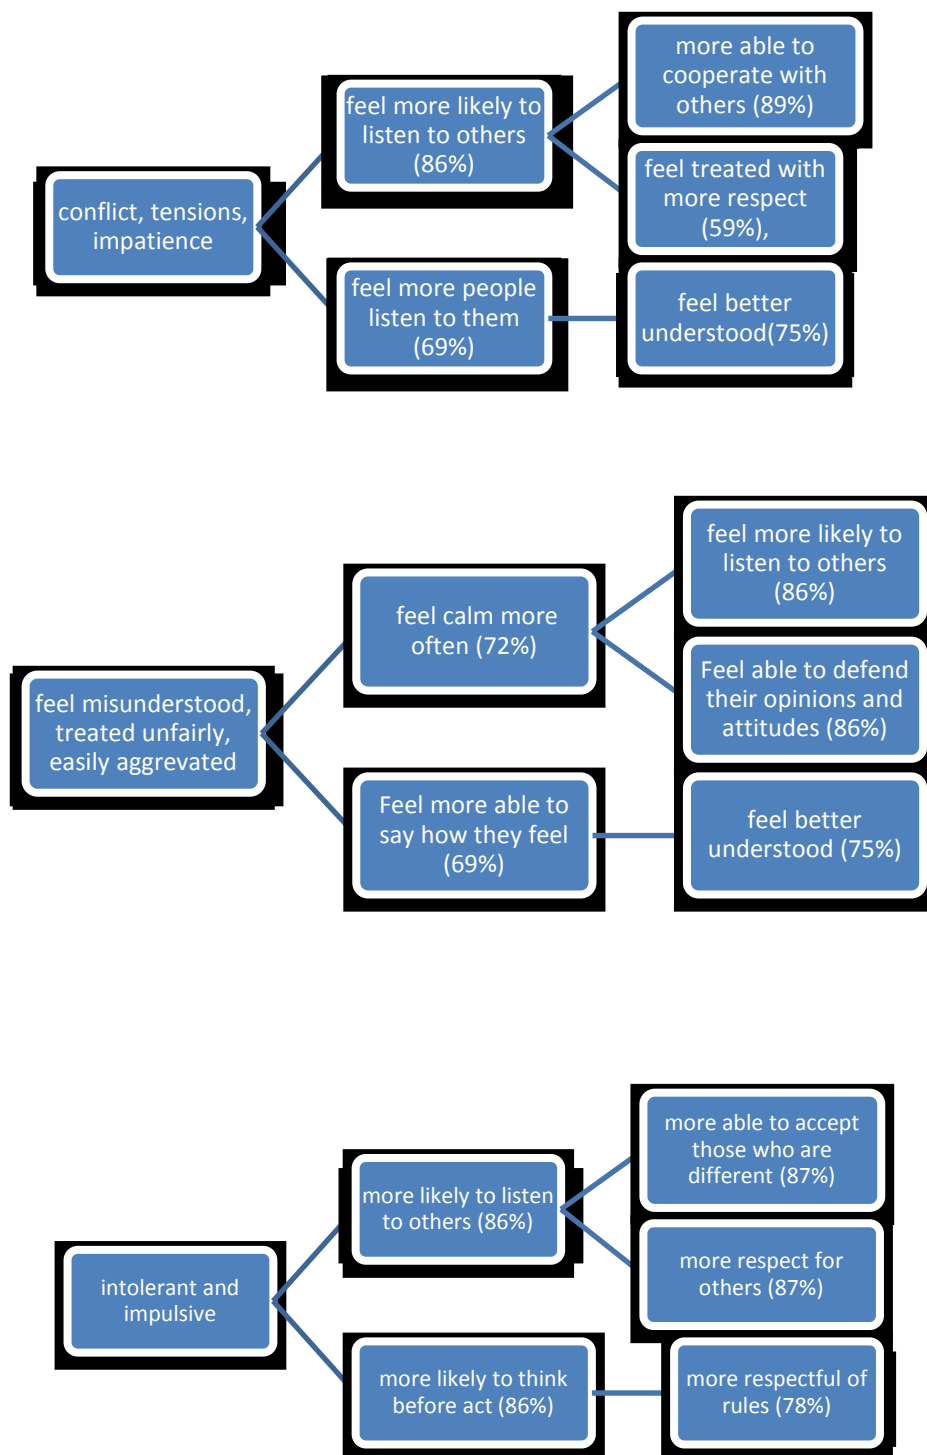 conflict, tensions,
impatience
feel more likely to
listen to others
(86%)
more able to
cooperate with
others (89%)
feel treated with
more respect
(59%),
feel more people
listen to them
(69%)
feel better
understood(75%)
feel misunderstood,
treated unfairly,
easily aggrevated
feel calm more
often (72%)
feel more likely to
listen to others
(86%)
Feel able to defend
their opinions and
attitudes (86%)
Feel more able to
say how they feel
(69%)
feel better
understood (75%)
intolerant and
impulsive
more likely to listen
to others (86%)
more able to accept
those who are
different (87%)
more respect for
others (87%)
more likely to think
before act (86%)
more respectful of
rules (78%)